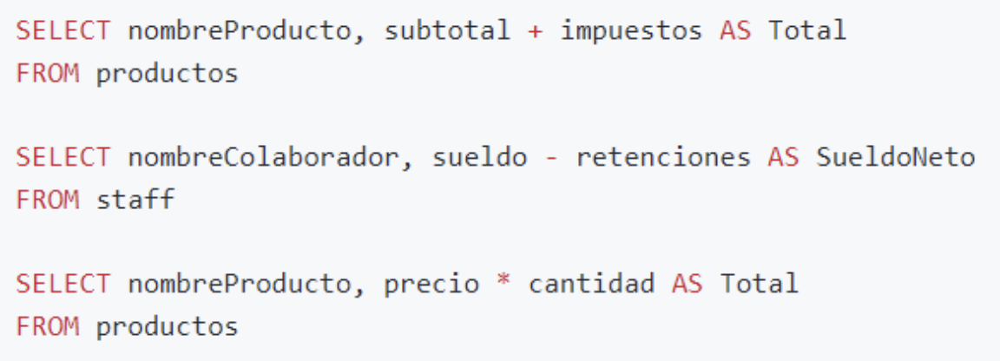 SELECT nombreProducto, subtotal + impuestos AS Total
FROM productos
SELECT nombreColaborador, sueldo - retenciones AS SueldoNeto
FROM staff
SELECT nombreProducto, precio * cantidad AS Total
FROM productos